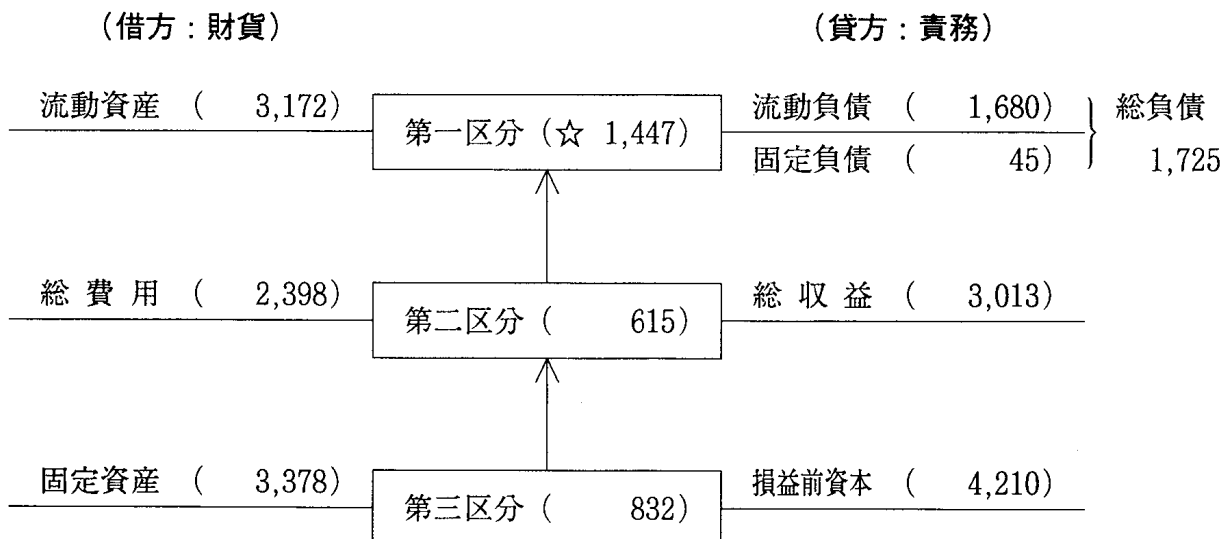 (借方：財貨) (貸方：責務)
流動資産 ( 3,172) 第一区分 (☆ 1,447) 流動負債 ( 1,680) 総負債
固定負債 ( 45) 1,725
総費用 ( 2,398) 第二区分 ( 615) 総収益 ( 3,013)
固定資産 ( 3,378) 第三区分 ( 832) 損益前資本 ( 4,210)